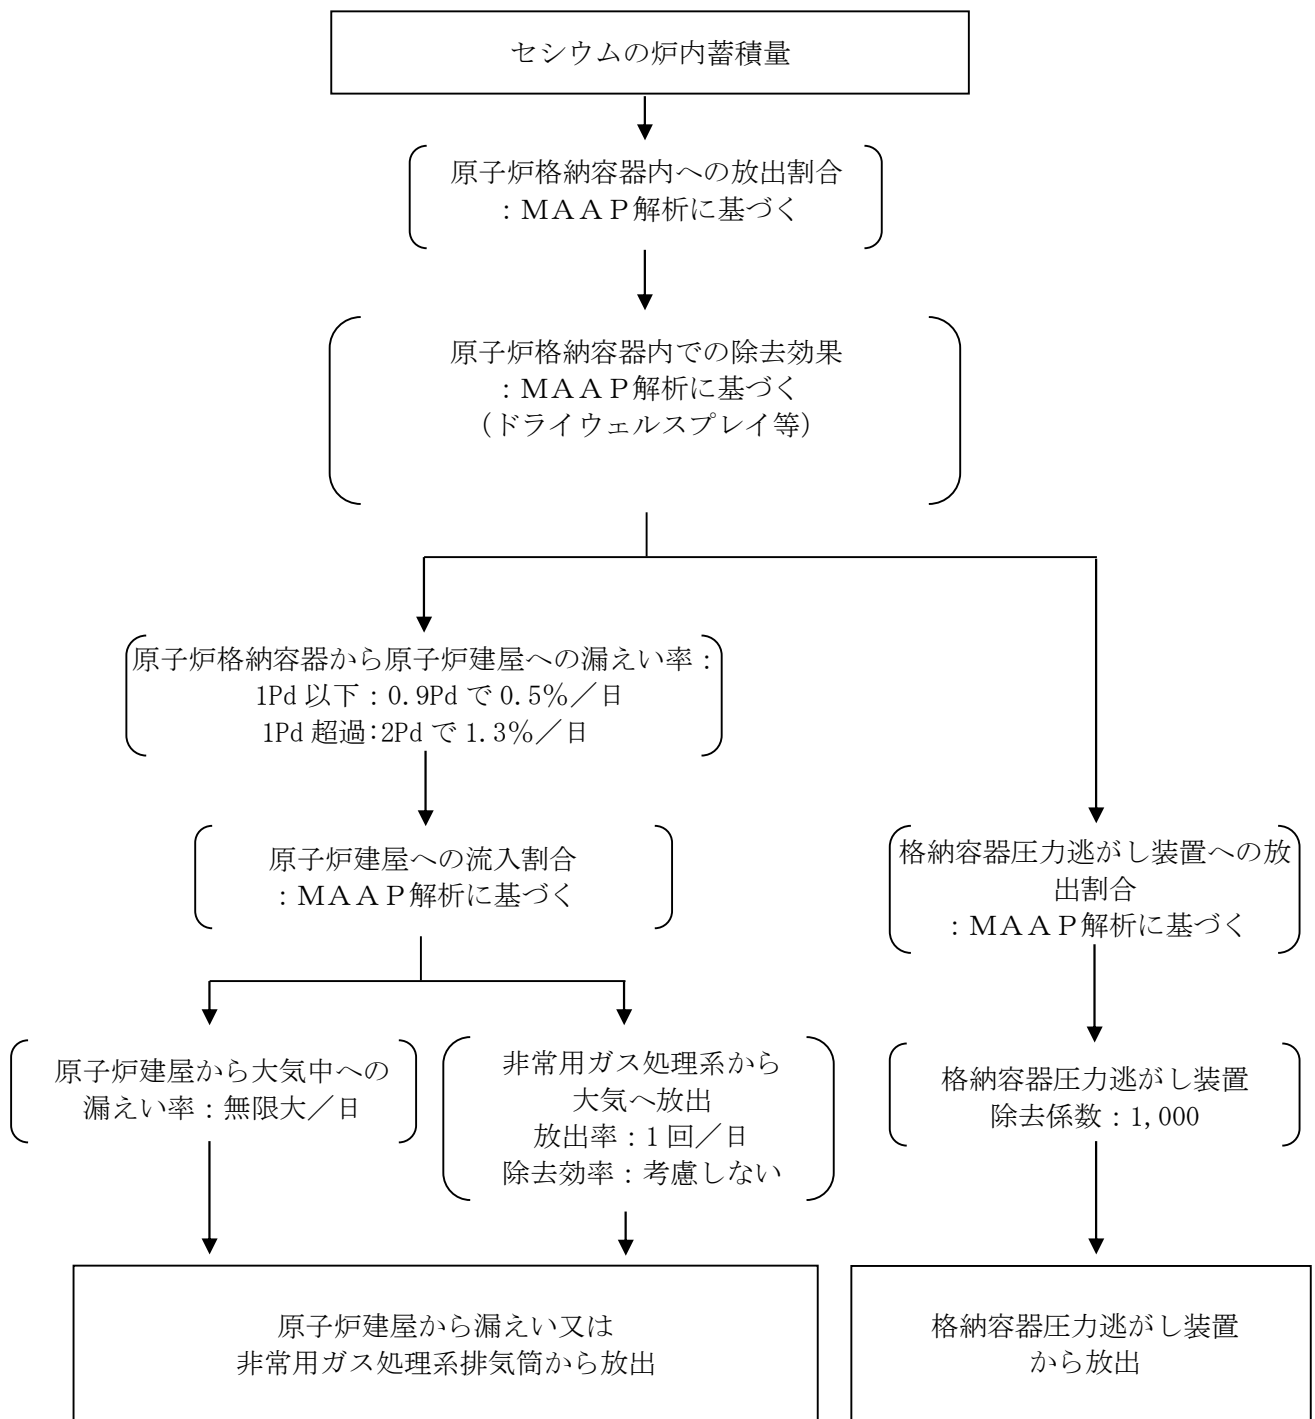 セシウムの炉内蓄積量
原子炉格納容器内への放出割合
：ＭＡＡＰ解析に基づく
原子炉格納容器内での除去効果
：ＭＡＡＰ解析に基づく
（ドライウェルスプレイ等）
原子炉格納容器から原子炉建屋への漏えい率：
1Pd 以下：0.9Pd で 0.5％／日
1Pd 超過：2Pd で 1.3％／日
原子炉建屋への流入割合
：ＭＡＡＰ解析に基づく
格納容器圧力逃がし装置への放
出割合
：ＭＡＡＰ解析に基づく
原子炉建屋から大気中への
漏えい率：無限大／日
非常用ガス処理系から
大気へ放出
放出率：1 回／日
除去効率：考慮しない
格納容器圧力逃がし装置
除去係数：1,000
原子炉建屋から漏えい又は
非常用ガス処理系排気筒から放出
格納容器圧力逃がし装置
から放出